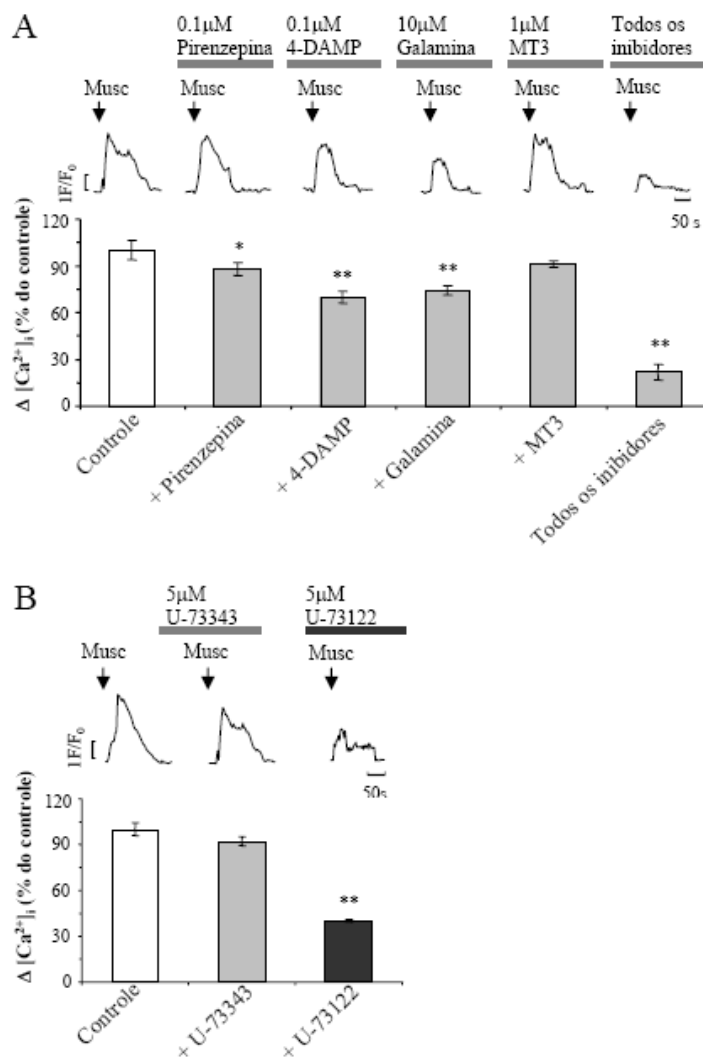 A
0.1µM Pirenzepina
0.1µM 4-DAMP
10µM Galamina
1µM MT3
Todos os inibidores
Musc
Musc
Musc
Musc
Musc
Musc
1F/F₀
50 s
Δ [Ca²⁺]ᵢ (% do controle)
120
90
60
30
0
*
**
**
**
Controle
+ Pirenzepina
+ 4-DAMP
+ Galamina
+ MT3
Todos os inibidores
B
5µM U-73343
5µM U-73122
Musc
Musc
Musc
1F/F₀
50s
Δ [Ca²⁺]ᵢ (% do controle)
120
90
60
30
0
**
Controle
+ U-73343
+ U-73122